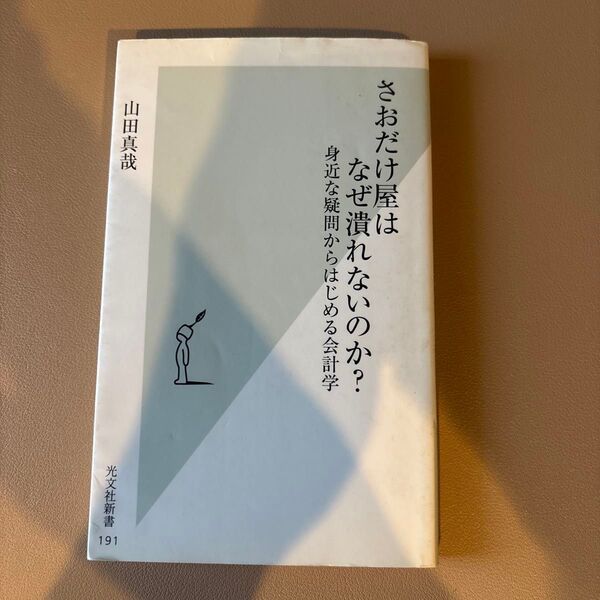 さおだけ屋は
なぜ潰れないのか?
身近な疑問からはじめる会計学
山田真哉
光文社新書
191